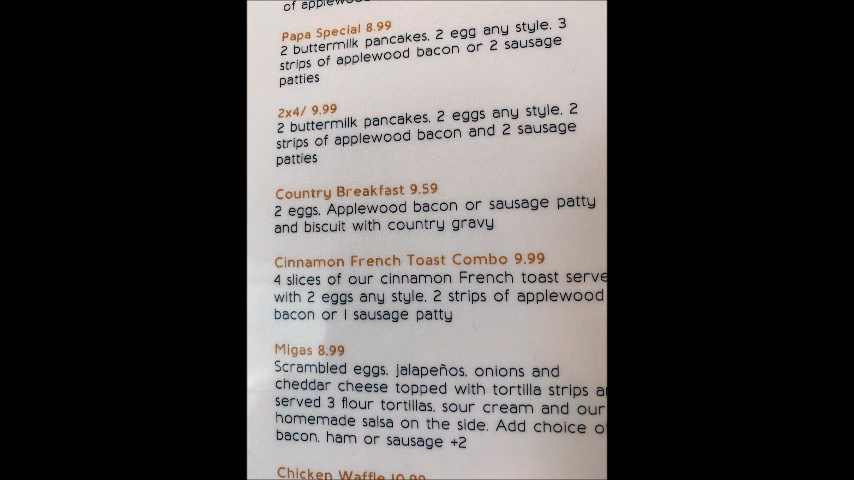 of applewood
Papa Special 8.99
2 buttermilk pancakes, 2 egg any style, 3
strips of applewood bacon or 2 sausage
patties
2x4/ 9.99
2 buttermilk pancakes, 2 eggs any style, 2
strips of applewood bacon and 2 sausage
patties
Country Breakfast 9.59
2 eggs, Applewood bacon or sausage patty
and biscuit with country gravy
Cinnamon French Toast Combo 9.99
4 slices of our cinnamon French toast serve
with 2 eggs any style, 2 strips of applewood
bacon or 1 sausage patty
Migas 8.99
Scrambled eggs, jalapeños, onions and
cheddar cheese topped with tortilla strips a
served 3 flour tortillas, sour cream and our
homemade salsa on the side. Add choice o
bacon, ham or sausage +2
Chicken Waffle 10.99